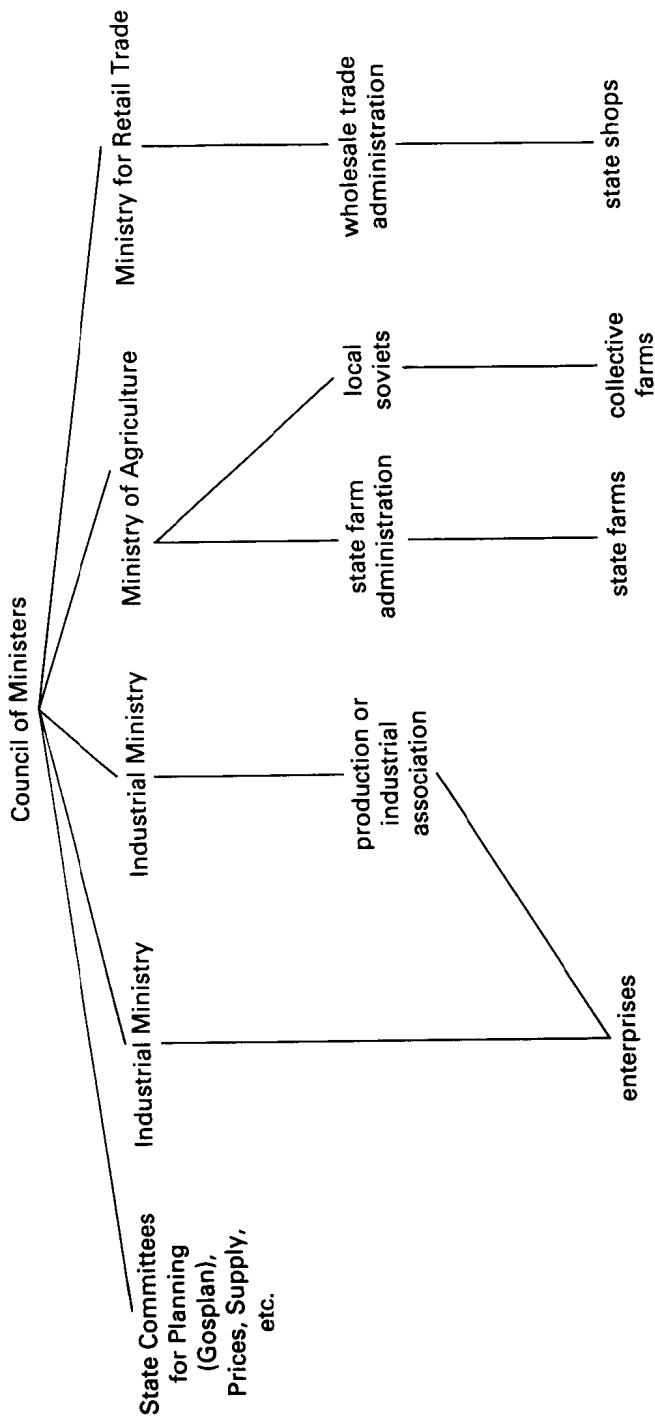 Council of Ministers
State Committees
for Planning
(Gosplan),
Prices, Supply,
etc.
Industrial Ministry
Industrial Ministry
Ministry of Agriculture
Ministry for Retail Trade
production or
industrial
association
state farm
administration
local
soviets
wholesale trade
administration
enterprises
state farms
collective
farms
state shops